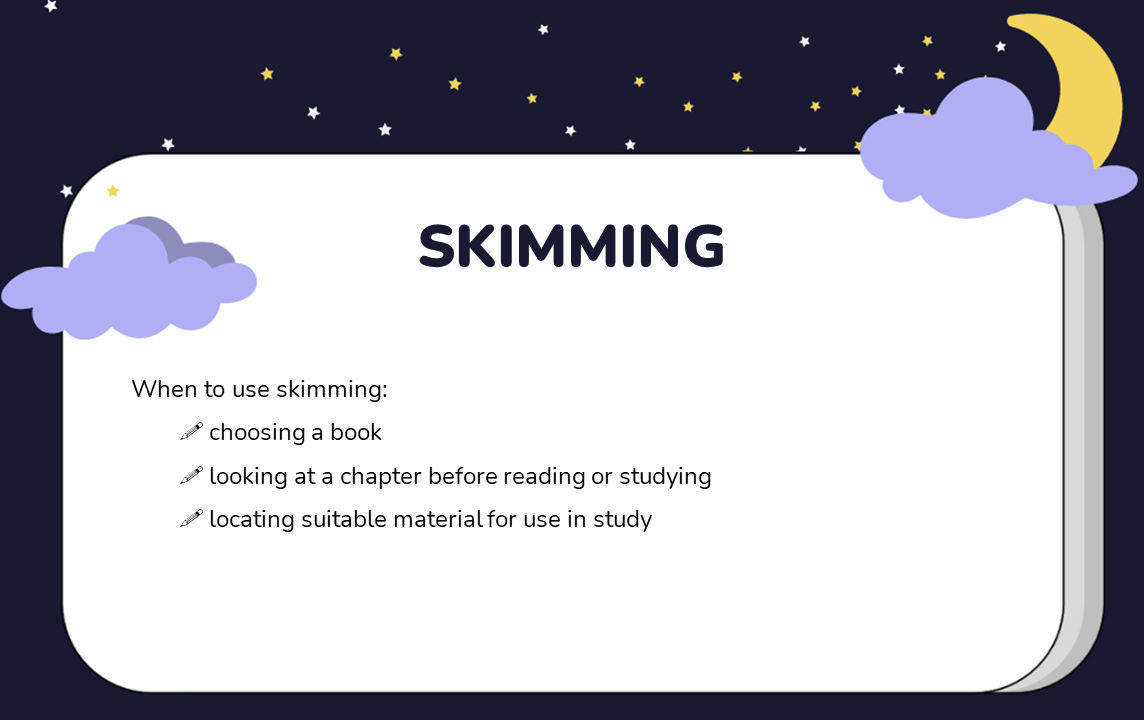 SKIMMING
When to use skimming:
choosing a book
looking at a chapter before reading or studying
locating suitable material for use in study